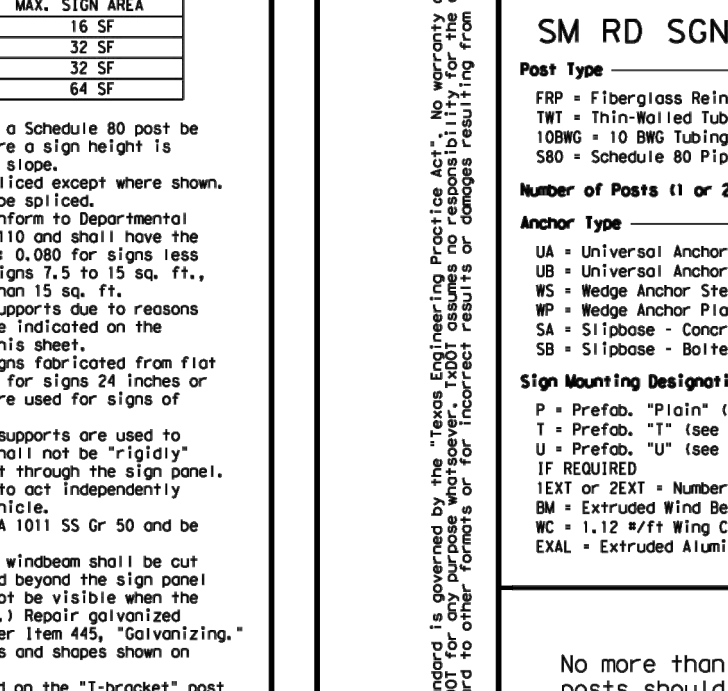 MAX. SIGN AREA
16 SF
32 SF
32 SF
64 SF
a Schedule 80 post be
re a sign height is
slope.
liced except where shown.
be spliced.
nform to Departmental
110 and shall have the
: 0.080 for signs less
igns 7.5 to 15 sq. ft.,
han 15 sq. ft.
upports due to reasons
e indicated on the
his sheet.
gns fabricated from flat
for signs 24 inches or
re used for signs of
supports are used to
hall not be "rigidly"
t through the sign panel.
to act independently
hicle.
A 1011 SS Gr 50 and be
windbeam shall be cut
d beyond the sign panel
ot be visible when the
.) Repair galvanized
er Item 445, "Galvanizing."
s and shapes shown on
d on the "T-bracket" post
ndard is governed by the "Texas Engineering Practice Act". No warranty
OT for any purpose whatsoever. TxDOT assumes no responsibility for the
ard to other formats or for incorrect results or damages resulting from
SM RD SGN
Post Type
FRP = Fiberglass Rein
TWT = Thin-Walled Tub
10BWG = 10 BWG Tubing
S80 = Schedule 80 Pip
Number of Posts (1 or 2
Anchor Type
UA = Universal Anchor
UB = Universal Anchor
WS = Wedge Anchor Ste
WP = Wedge Anchor Pla
SA = Slipbase - Concr
SB = Slipbase - Bolte
Sign Mounting Designati
P = Prefab. "Plain" (
T = Prefab. "T" (see
U = Prefab. "U" (see
IF REQUIRED
1EXT or 2EXT = Number
BM = Extruded Wind Be
WC = 1.12 #/ft Wing C
EXAL = Extruded Alumi
No more than
posts should